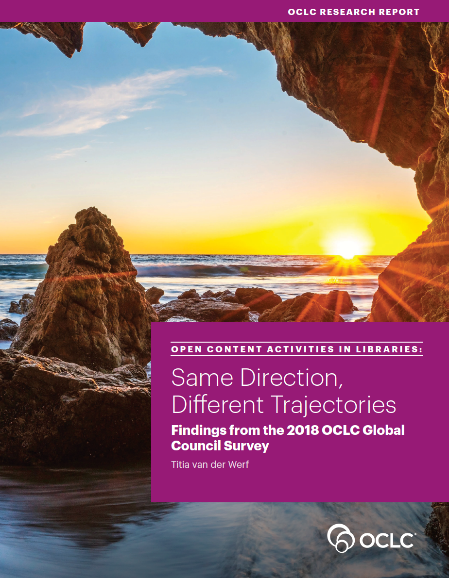 OCLC RESEARCH REPORT
OPEN CONTENT ACTIVITIES IN LIBRARIES:
Same Direction,
Different Trajectories
Findings from the 2018 OCLC Global
Council Survey
Titia van der Werf
OCLC